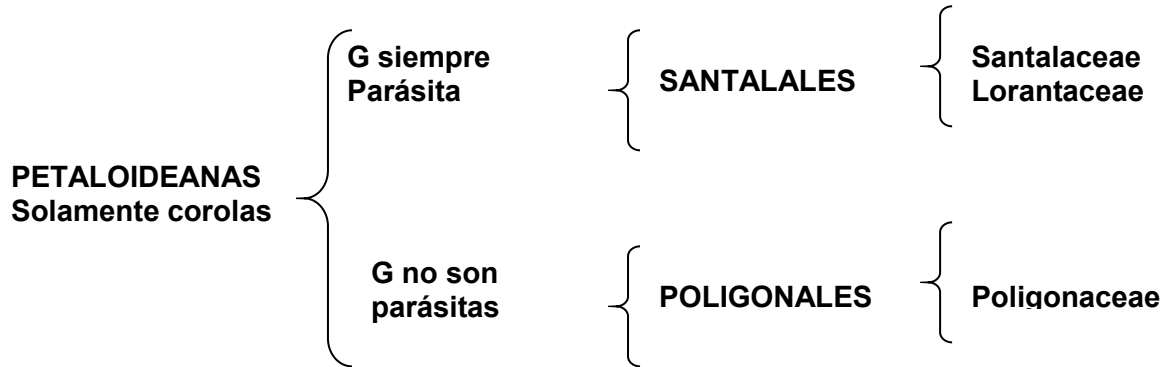 G siempre
Parásita
SANTALALES
Santalaceae
Lorantaceae
PETALOIDEANAS
Solamente corolas
G no son
parásitas
POLIGONALES
Poligonaceae